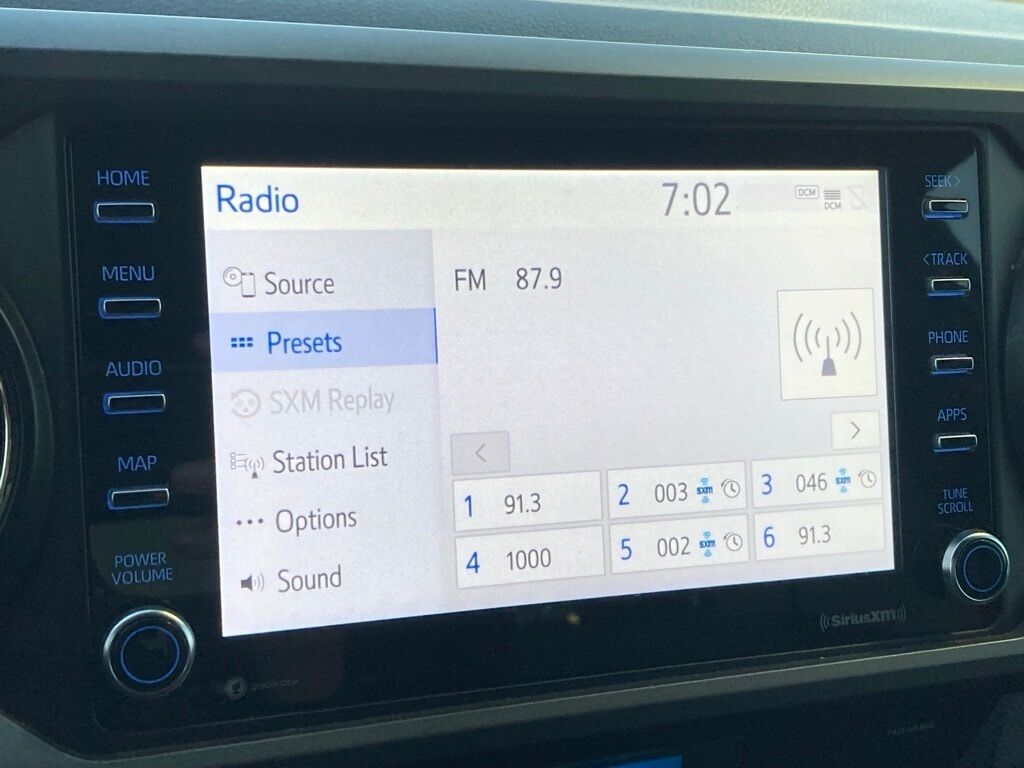 HOME
MENU
AUDIO
MAP
POWER
VOLUME
Radio
7:02
DCM
DCM
Source
Presets
SXM Replay
Station List
Options
Sound
FM 87.9
<
>
1 91.3
2 003 sxm
3 046 sxm
4 1000
5 002 sxm
6 91.3
SEEK>
<TRACK
PHONE
APPS
TUNE
SCROLL
SiriusXM
gracenote